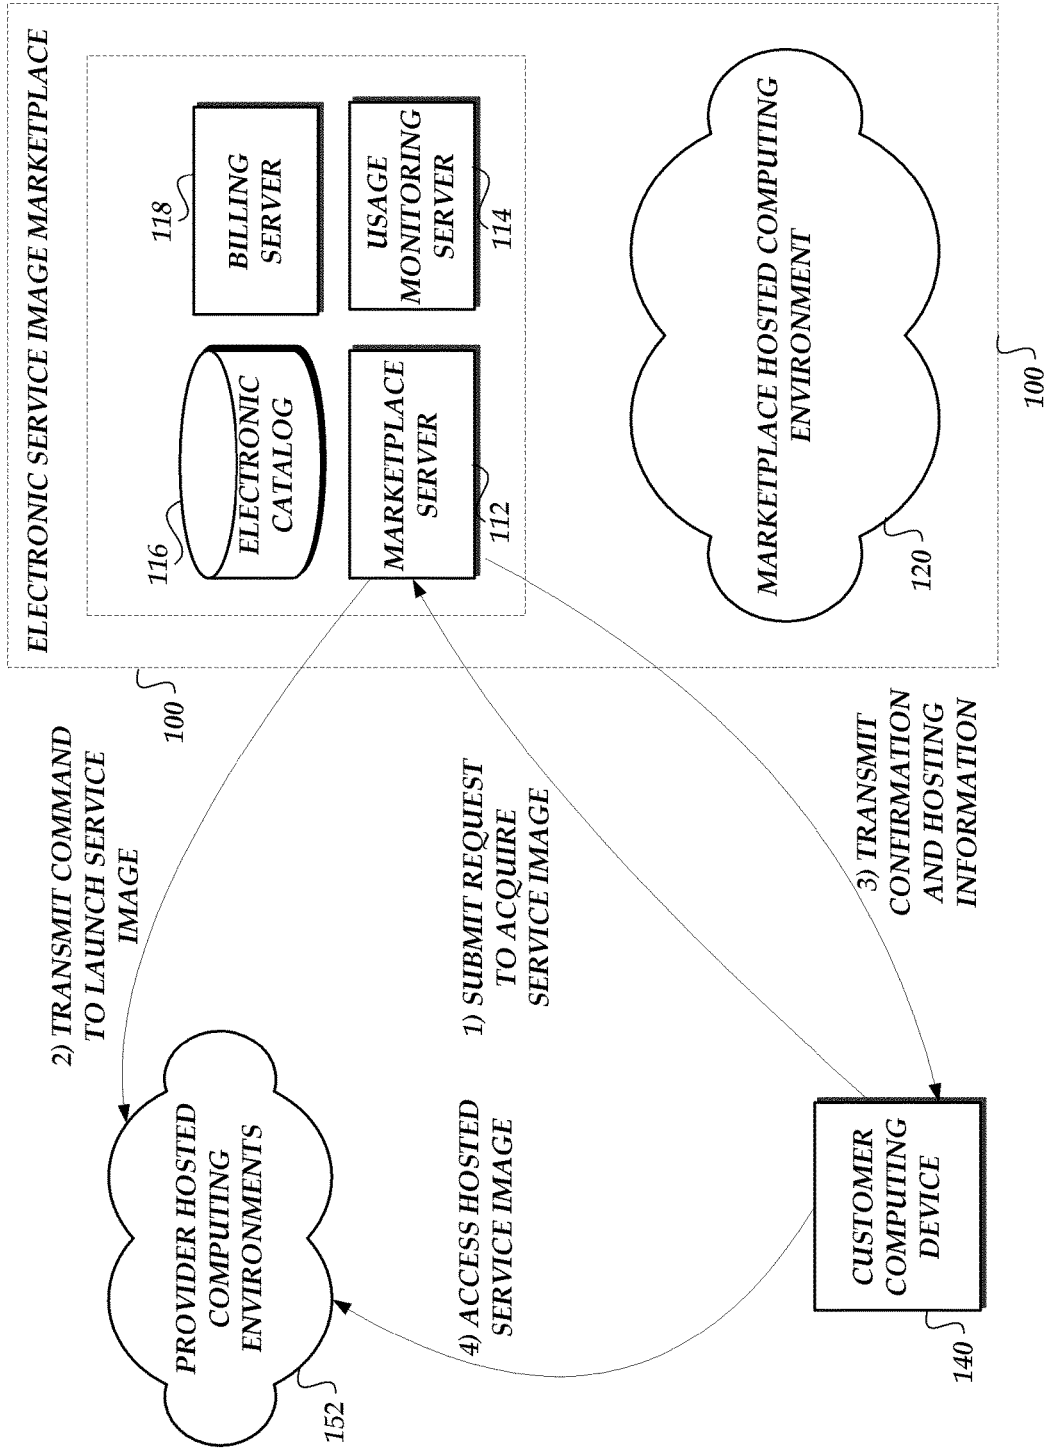 ELECTRONIC SERVICE IMAGE MARKETPLACE
118
BILLING
SERVER
USAGE
MONITORING
SERVER
114
116
ELECTRONIC
CATALOG
MARKETPLACE
SERVER
112
MARKETPLACE HOSTED COMPUTING
ENVIRONMENT
120
100
100
2) TRANSMIT COMMAND
TO LAUNCH SERVICE
IMAGE
1) SUBMIT REQUEST
TO ACQUIRE
SERVICE IMAGE
3) TRANSMIT
CONFIRMATION
AND HOSTING
INFORMATION
PROVIDER HOSTED
COMPUTING
ENVIRONMENTS
152
4) ACCESS HOSTED
SERVICE IMAGE
CUSTOMER
COMPUTING
DEVICE
140